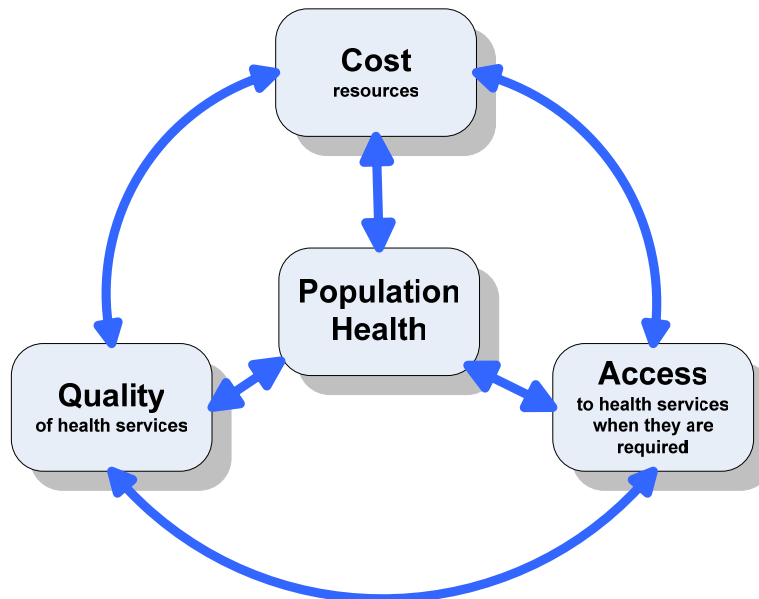 Cost
resources
Population
Health
Quality
of health services
Access
to health services
when they are
required